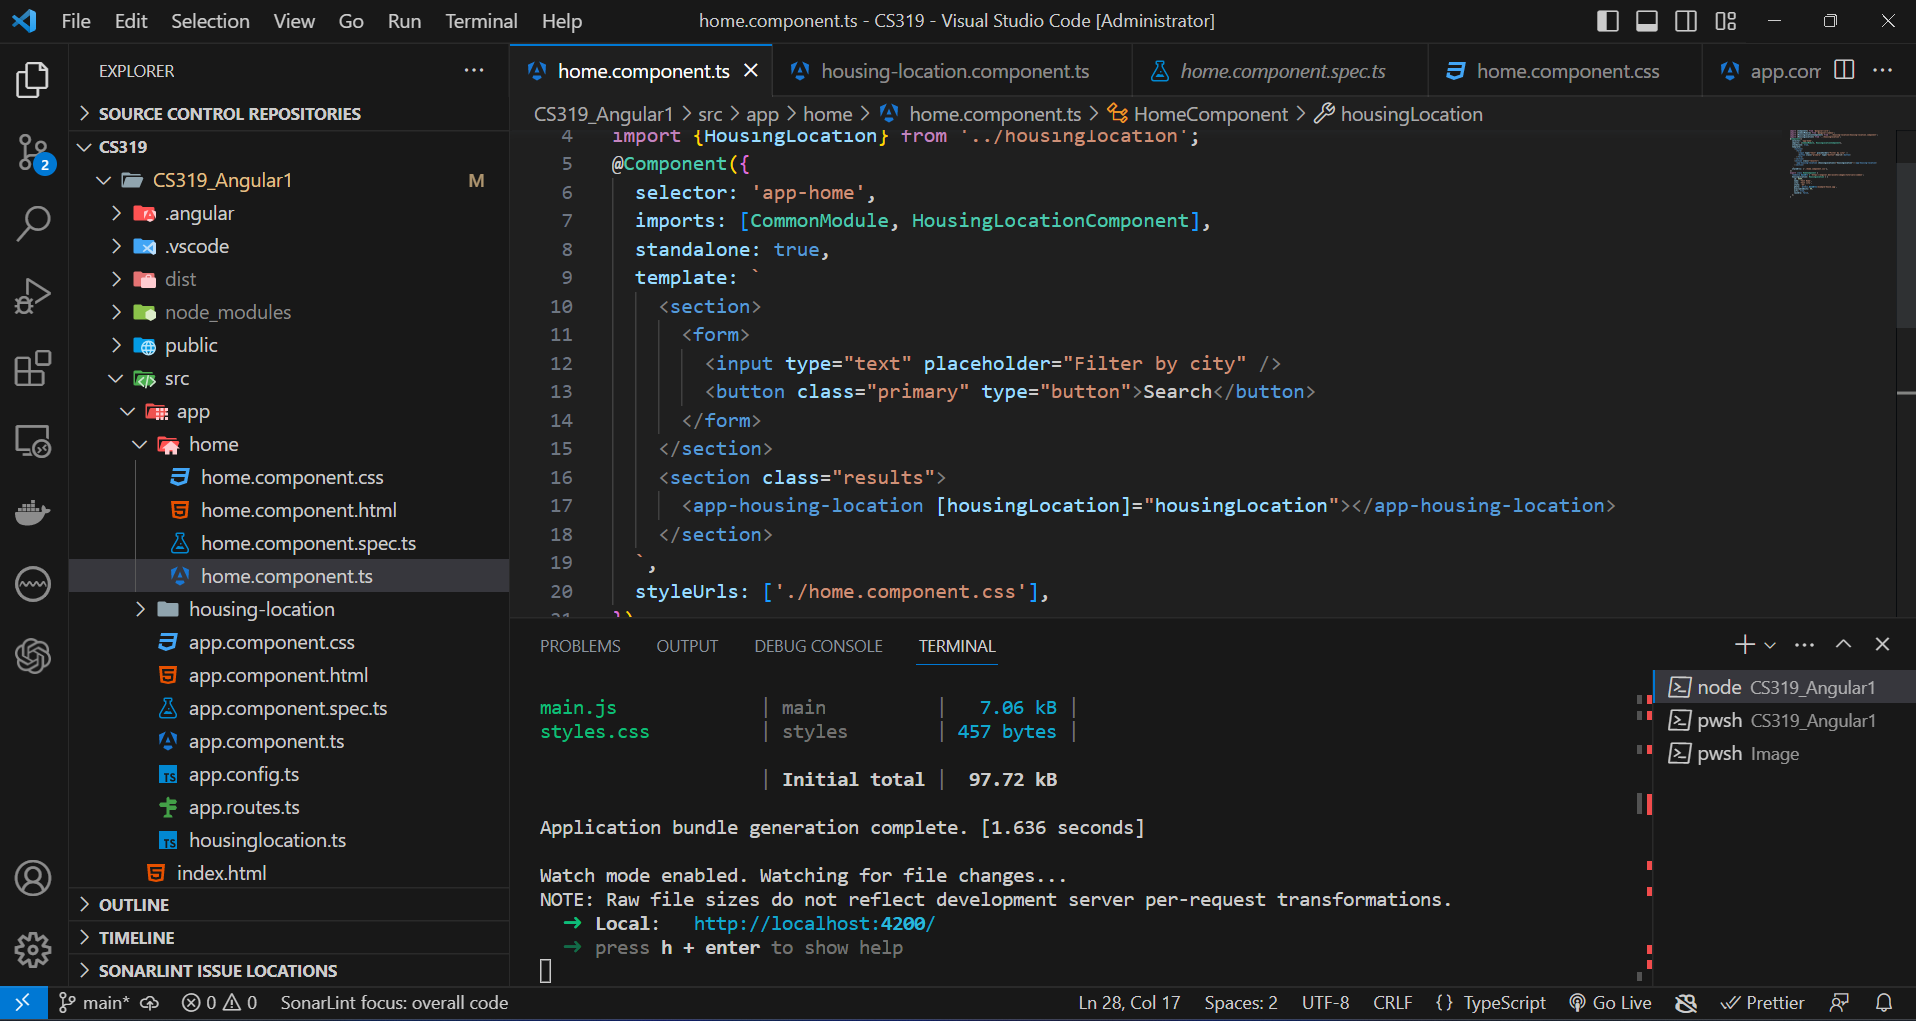 File Edit Selection View Go Run Terminal Help
home.component.ts - CS319 - Visual Studio Code [Administrator]
EXPLORER
SOURCE CONTROL REPOSITORIES
CS319
CS319_Angular1 M
.angular
.vscode
dist
node_modules
public
src
app
home
home.component.css
home.component.html
home.component.spec.ts
home.component.ts
housing-location
app.component.css
app.component.html
app.component.spec.ts
app.component.ts
app.config.ts
app.routes.ts
housinglocation.ts
index.html
OUTLINE
TIMELINE
SONARLINT ISSUE LOCATIONS
2
home.component.ts housing-location.component.ts home.component.spec.ts home.component.css app.com
CS319_Angular1 > src > app > home > home.component.ts > HomeComponent > housingLocation
4 import {HousingLocation} from '../housinglocation';
5 @Component({
6 selector: 'app-home',
7 imports: [CommonModule, HousingLocationComponent],
8 standalone: true,
9 template: `
10 <section>
11 <form>
12 <input type="text" placeholder="Filter by city" />
13 <button class="primary" type="button">Search</button>
14 </form>
15 </section>
16 <section class="results">
17 <app-housing-location [housingLocation]="housingLocation"></app-housing-location>
18 </section>
19 `,
20 styleUrls: ['./home.component.css'],
21 })
PROBLEMS OUTPUT DEBUG CONSOLE TERMINAL
main.js | main | 7.06 kB |
styles.css | styles | 457 bytes |
| Initial total | 97.72 kB
Application bundle generation complete. [1.636 seconds]
Watch mode enabled. Watching for file changes...
NOTE: Raw file sizes do not reflect development server per-request transformations.
➜ Local: http://localhost:4200/
➜ press h + enter to show help
node CS319_Angular1
pwsh CS319_Angular1
pwsh Image
main* 0 0 SonarLint focus: overall code Ln 28, Col 17 Spaces: 2 UTF-8 CRLF {} TypeScript Go Live Prettier